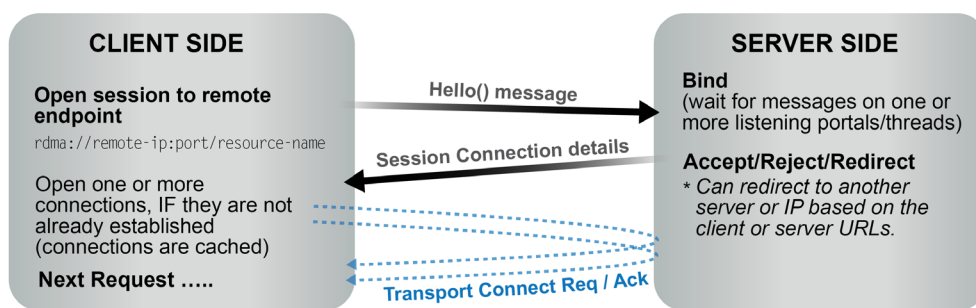 CLIENT SIDE
Open session to remote
endpoint
rdma://remote-ip:port/resource-name
Open one or more
connections, IF they are not
already established
(connections are cached)
Next Request …..
Hello() message
Session Connection details
Transport Connect Req / Ack
SERVER SIDE
Bind
(wait for messages on one or
more listening portals/threads)
Accept/Reject/Redirect
* Can redirect to another
server or IP based on the
client or server URLs.